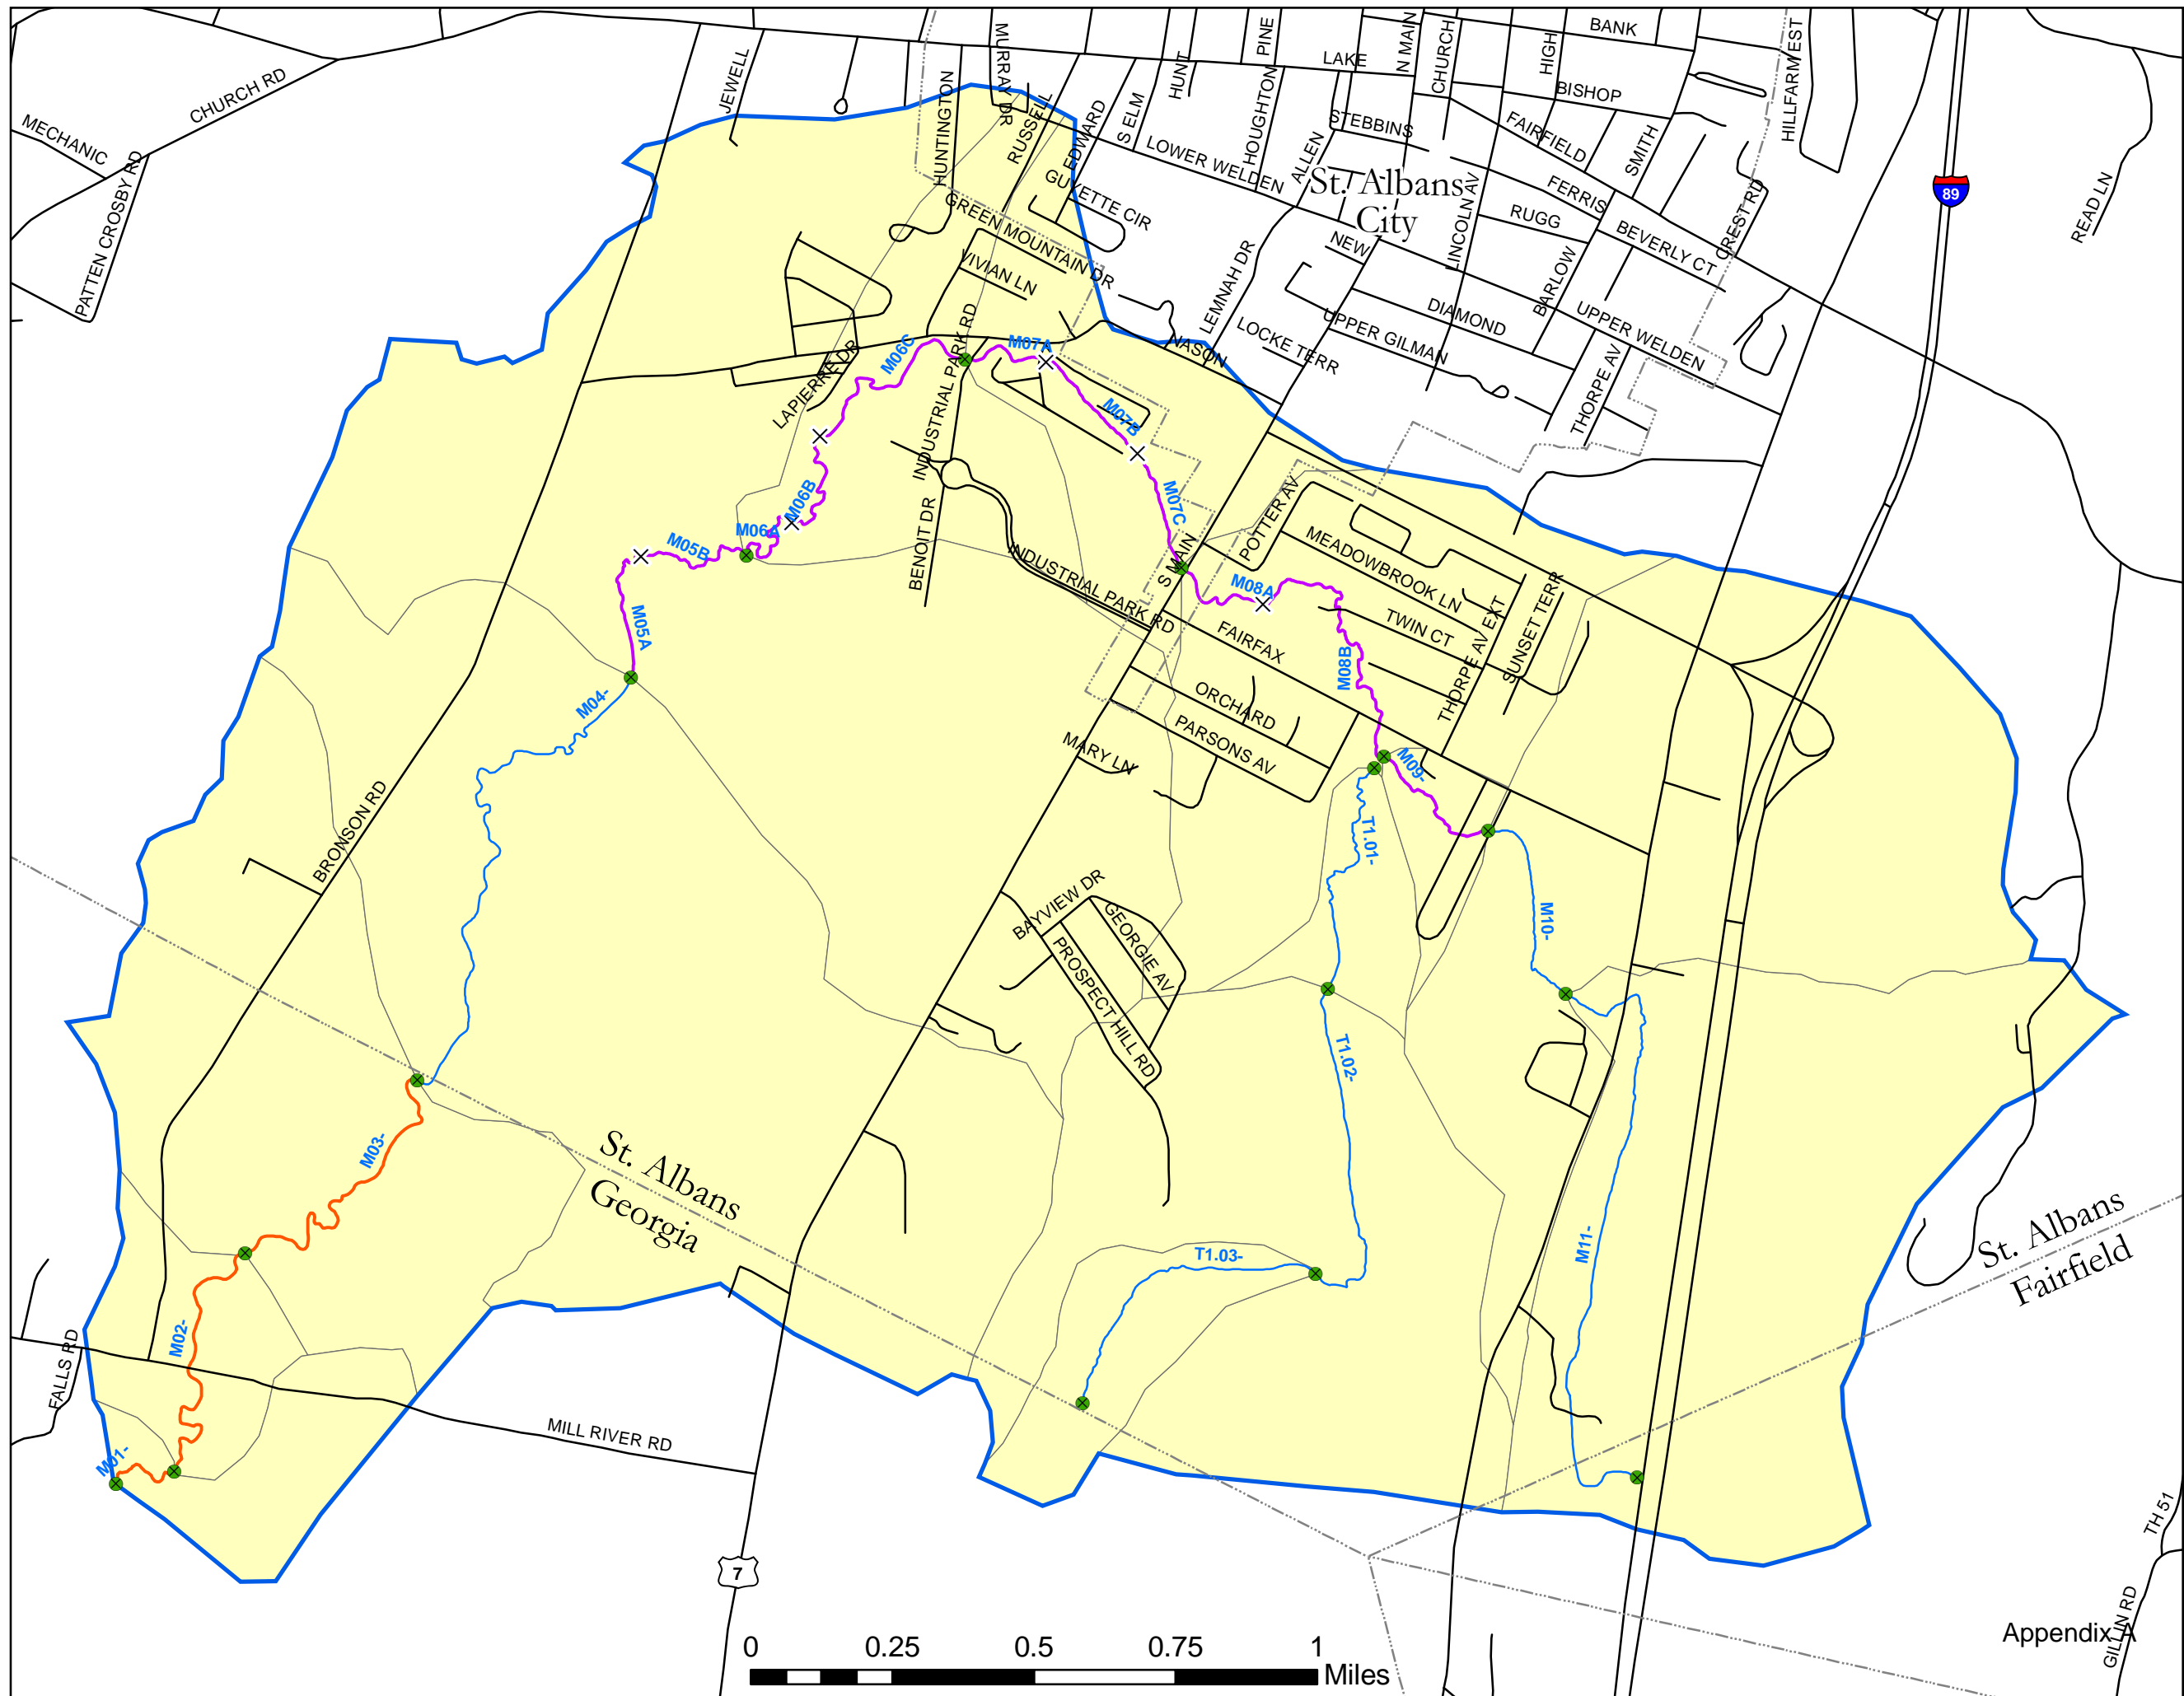 BANK
HIGH
CHURCH
N MAIN
PINE
LAKE
HILLFARM EST
MURRAY DR
HUNT
JEWELL
BISHOP
CHURCH RD
HUNTINGTON
RUSSELL
EDWARD
S ELM
HOUGHTON
STEBBINS
FAIRFIELD
SMITH
MECHANIC
LOWER WELDEN
ALLEN
89
GUYETTE CIR
St. Albans
City
FERRIS
RUGG
LINCOLN AV
READ LN
PATTEN CROSBY RD
GREEN MOUNTAIN DR
NEW
BEVERLY CT
CREST RD
VIVIAN LN
LEMNAH DR
BARLOW
DIAMOND
UPPER WELDEN
UPPER GILMAN
LOCKE TERR
NASON
THORPE AV
LAPIERRE DR
INDUSTRIAL PARK RD
M06C
M07A
M07B
M07C
M06B
M06A
M05B
M05A
BENOIT DR
INDUSTRIAL PARK RD
S MAIN
POTTER AV
MEADOWBROOK LN
M08A
TWIN CT
FAIRFAX
M08B
THORPE AV EXT
SUNSET TERR
ORCHARD
PARSONS AV
MARY LN
M04-
M09-
T1.01-
BRONSON RD
BAYVIEW DR
GEORGIE AV
PROSPECT HILL RD
M10-
T1.02-
M03-
St. Albans
Georgia
T1.03-
M11-
St. Albans
Fairfield
M02-
FALLS RD
MILL RIVER RD
M01-
TH 51
7
GILLIN RD
Appendix A
0 0.25 0.5 0.75 1
Miles